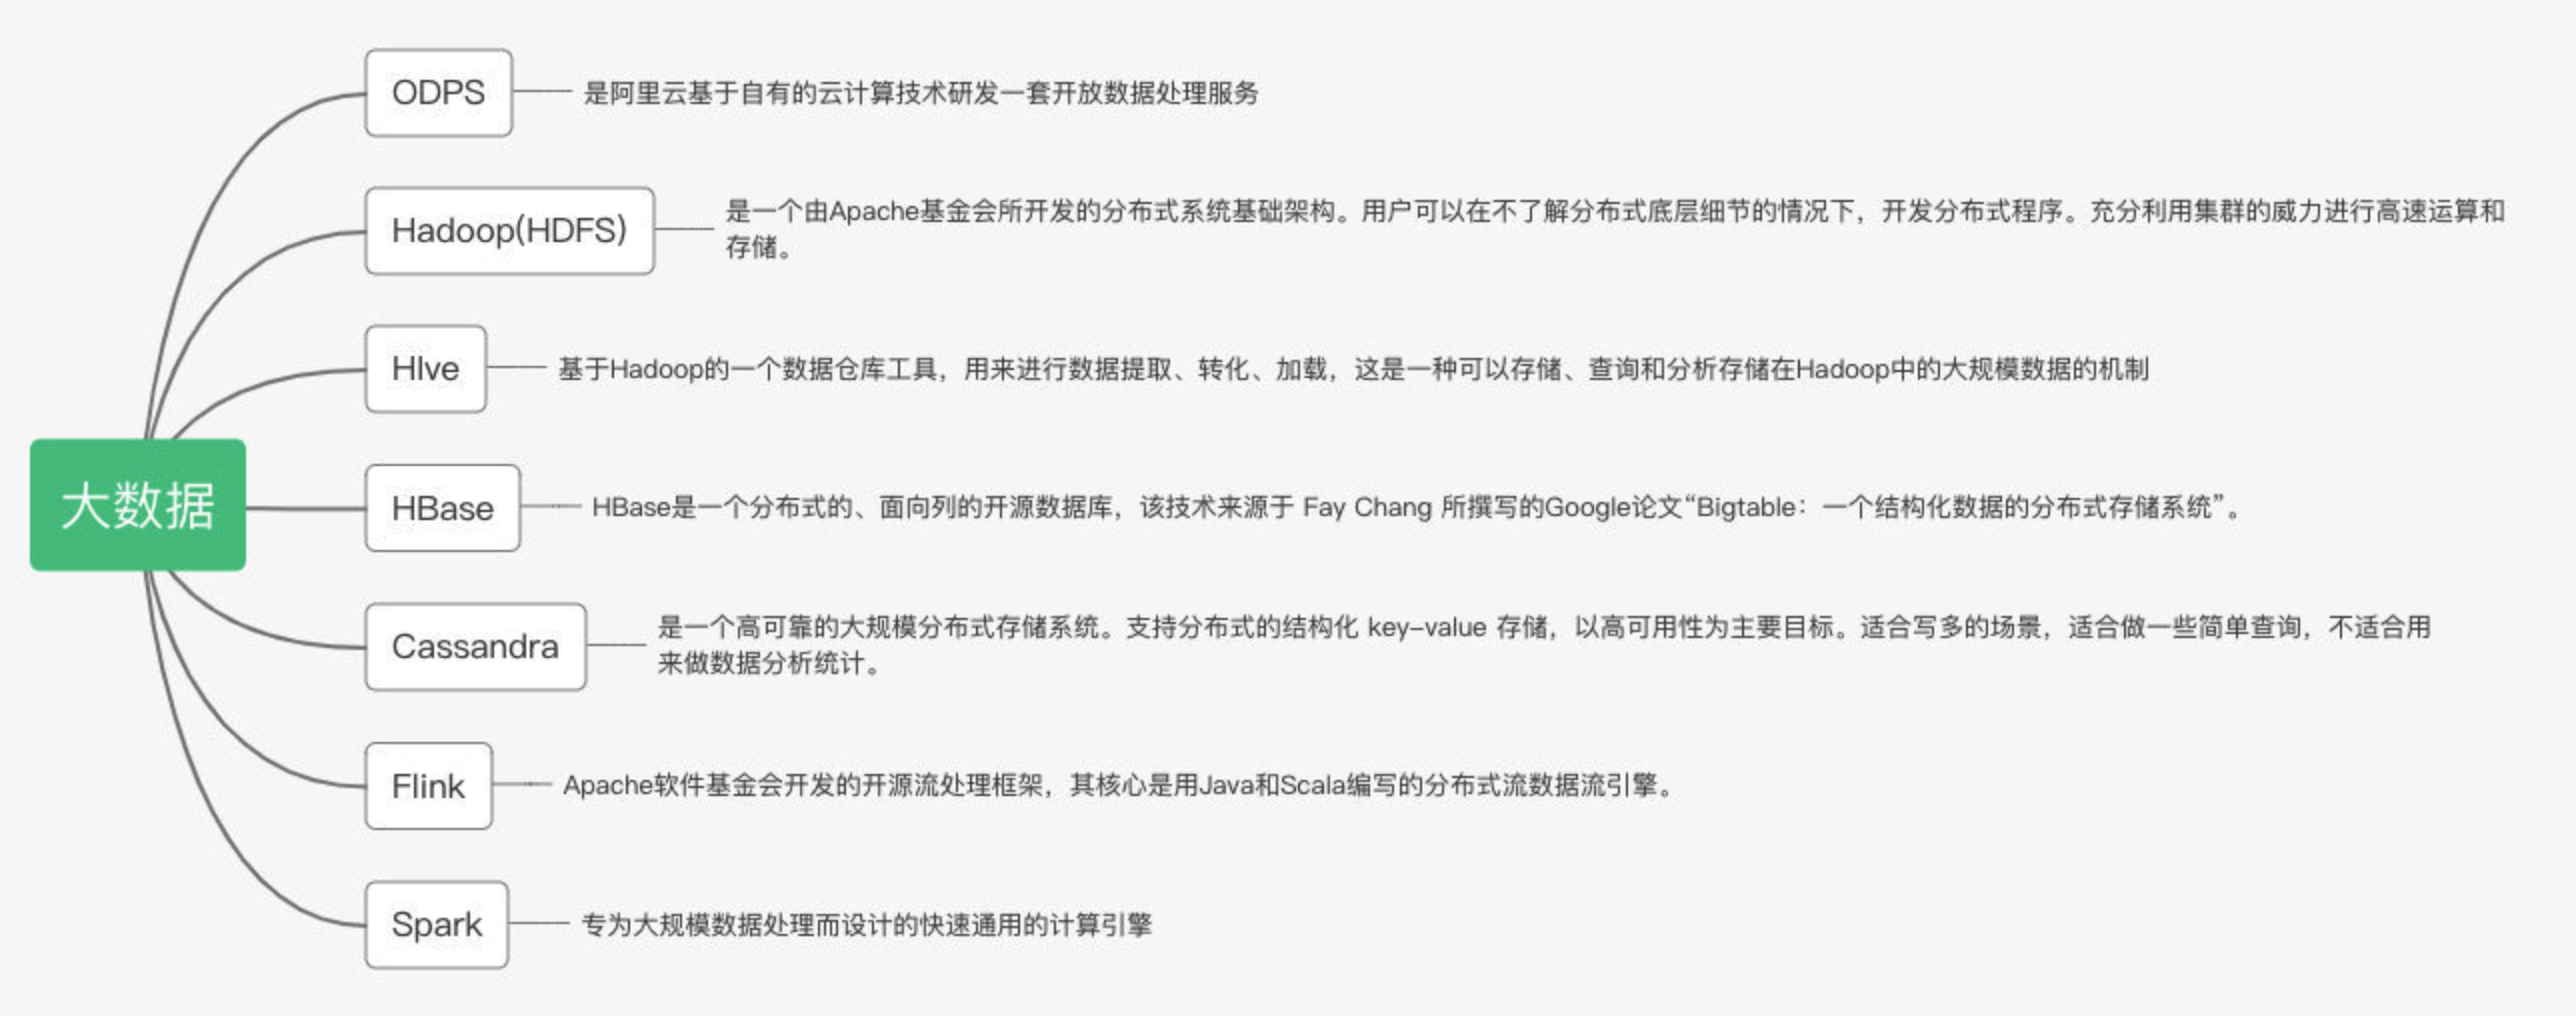 ODPS
是阿里云基于自有的云计算技术研发一套开放数据处理服务
Hadoop(HDFS)
是一个由Apache基金会所开发的分布式系统基础架构。用户可以在不了解分布式底层细节的情况下，开发分布式程序。充分利用集群的威力进行高速运算和
存储。
HIve
基于Hadoop的一个数据仓库工具，用来进行数据提取、转化、加载，这是一种可以存储、查询和分析存储在Hadoop中的大规模数据的机制
大数据
HBase
HBase是一个分布式的、面向列的开源数据库，该技术来源于 Fay Chang 所撰写的Google论文“Bigtable：一个结构化数据的分布式存储系统”。
Cassandra
是一个高可靠的大规模分布式存储系统。支持分布式的结构化 key-value 存储，以高可用性为主要目标。适合写多的场景，适合做一些简单查询，不适合用
来做数据分析统计。
Flink
Apache软件基金会开发的开源流处理框架，其核心是用Java和Scala编写的分布式流数据流引擎。
Spark
专为大规模数据处理而设计的快速通用的计算引擎